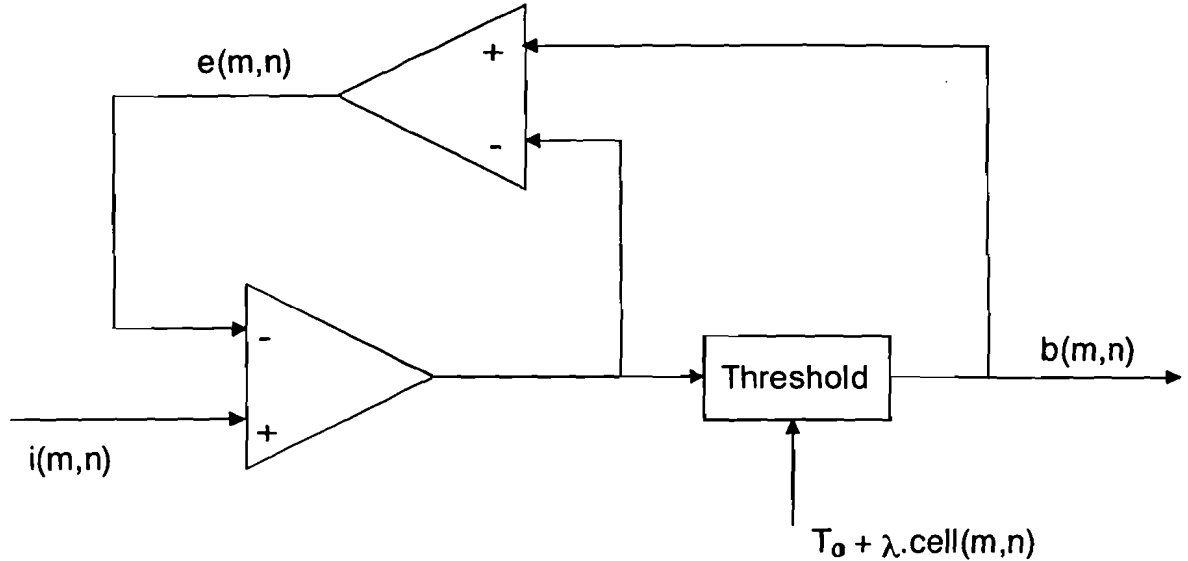 e(m,n)
+
-
-
+
i(m,n)
Threshold
b(m,n)
T₀ + λ.cell(m,n)